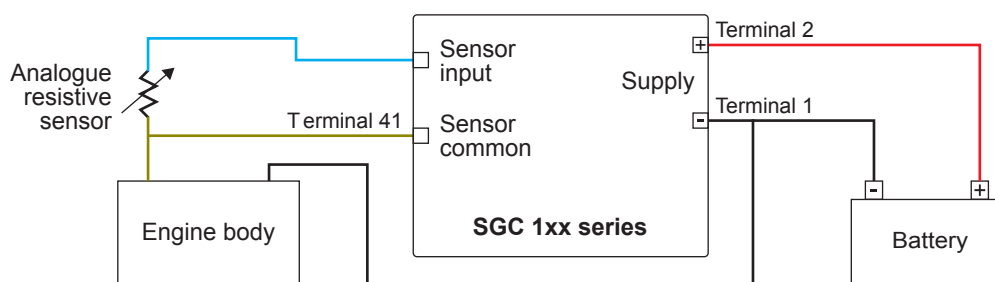 Analogue
resistive
sensor
Sensor
input
Terminal 41
Sensor
common
Supply
Terminal 2
+
Terminal 1
-
SGC 1xx series
Engine body
-
+
Battery